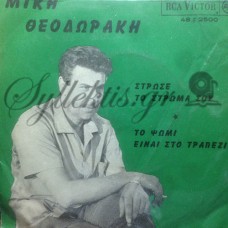 ΜΙΚΗ
ΘΕΟΔΩΡΑΚΗ
RCA VICTOR
ΣΤΡΩΣΕ
ΤΟ ΣΤΡΩΜΑ ΣΟΥ
Syllektis.gr
*
ΤΟ ΨΩΜΙ
ΕΙΝΑΙ ΣΤΟ ΤΡΑΠΕΖΙ